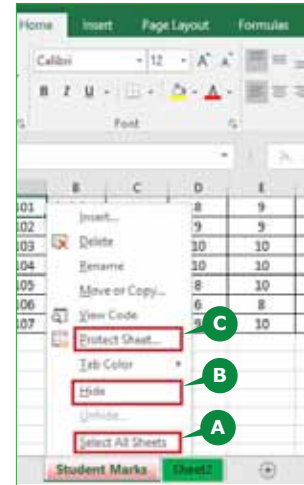 Home Insert Page Layout Formulas
Calibri 12 A A
B I U A
Font
B C D E
101 8 9
102 9 9
103 10 10
104 10 10
105 8 10
106 6 8
107 9 10
Insert...
Delete
Rename
Move or Copy...
View Code
Protect Sheet...
C
Tab Color
B
Hide
Unhide...
A
Select All Sheets
Student Marks Sheet2